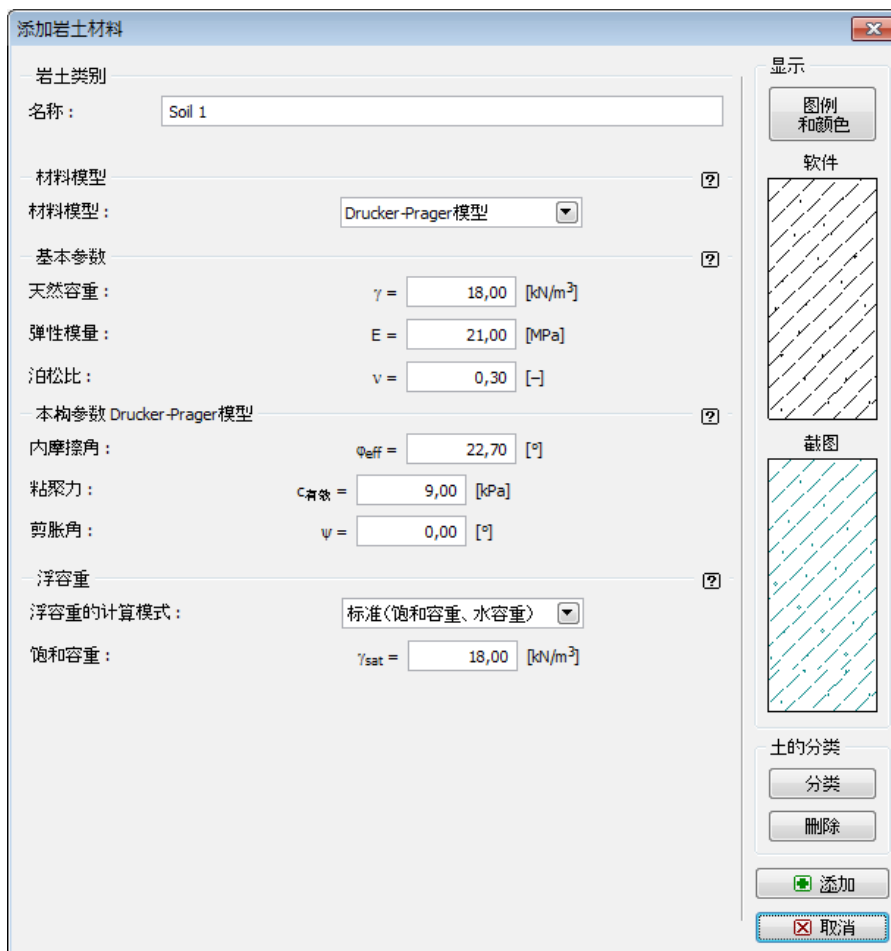 添加岩土材料
岩土类别
名称： Soil 1
材料模型 ?
材料模型： Drucker-Prager模型
基本参数 ?
天然容重： γ = 18,00 [kN/m³]
弹性模量： E = 21,00 [MPa]
泊松比： ν = 0,30 [–]
本构参数 Drucker-Prager模型 ?
内摩擦角： φeff = 22,70 [°]
粘聚力： c有效 = 9,00 [kPa]
剪胀角： ψ = 0,00 [°]
浮容重 ?
浮容重的计算模式： 标准(饱和容重、水容重)
饱和容重： γsat = 18,00 [kN/m³]
显示
图例
和颜色
软件
截图
土的分类
分类
删除
添加
取消